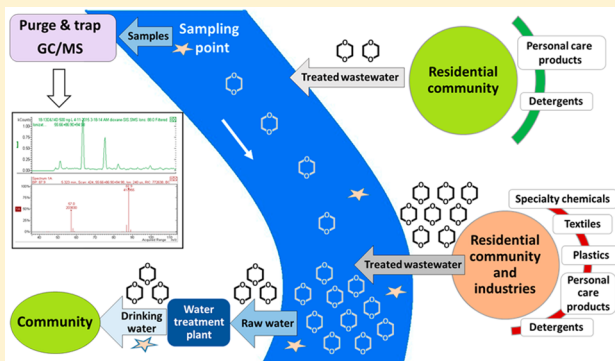 Purge & trap
GC/MS
Samples
Sampling
point
Treated wastewater
Residential
community
Personal care
products
Detergents
Specialty chemicals
Textiles
Plastics
Personal
care
products
Detergents
Residential
community
and
industries
Treated wastewater
Raw water
Water
treatment
plant
Drinking
water
Community